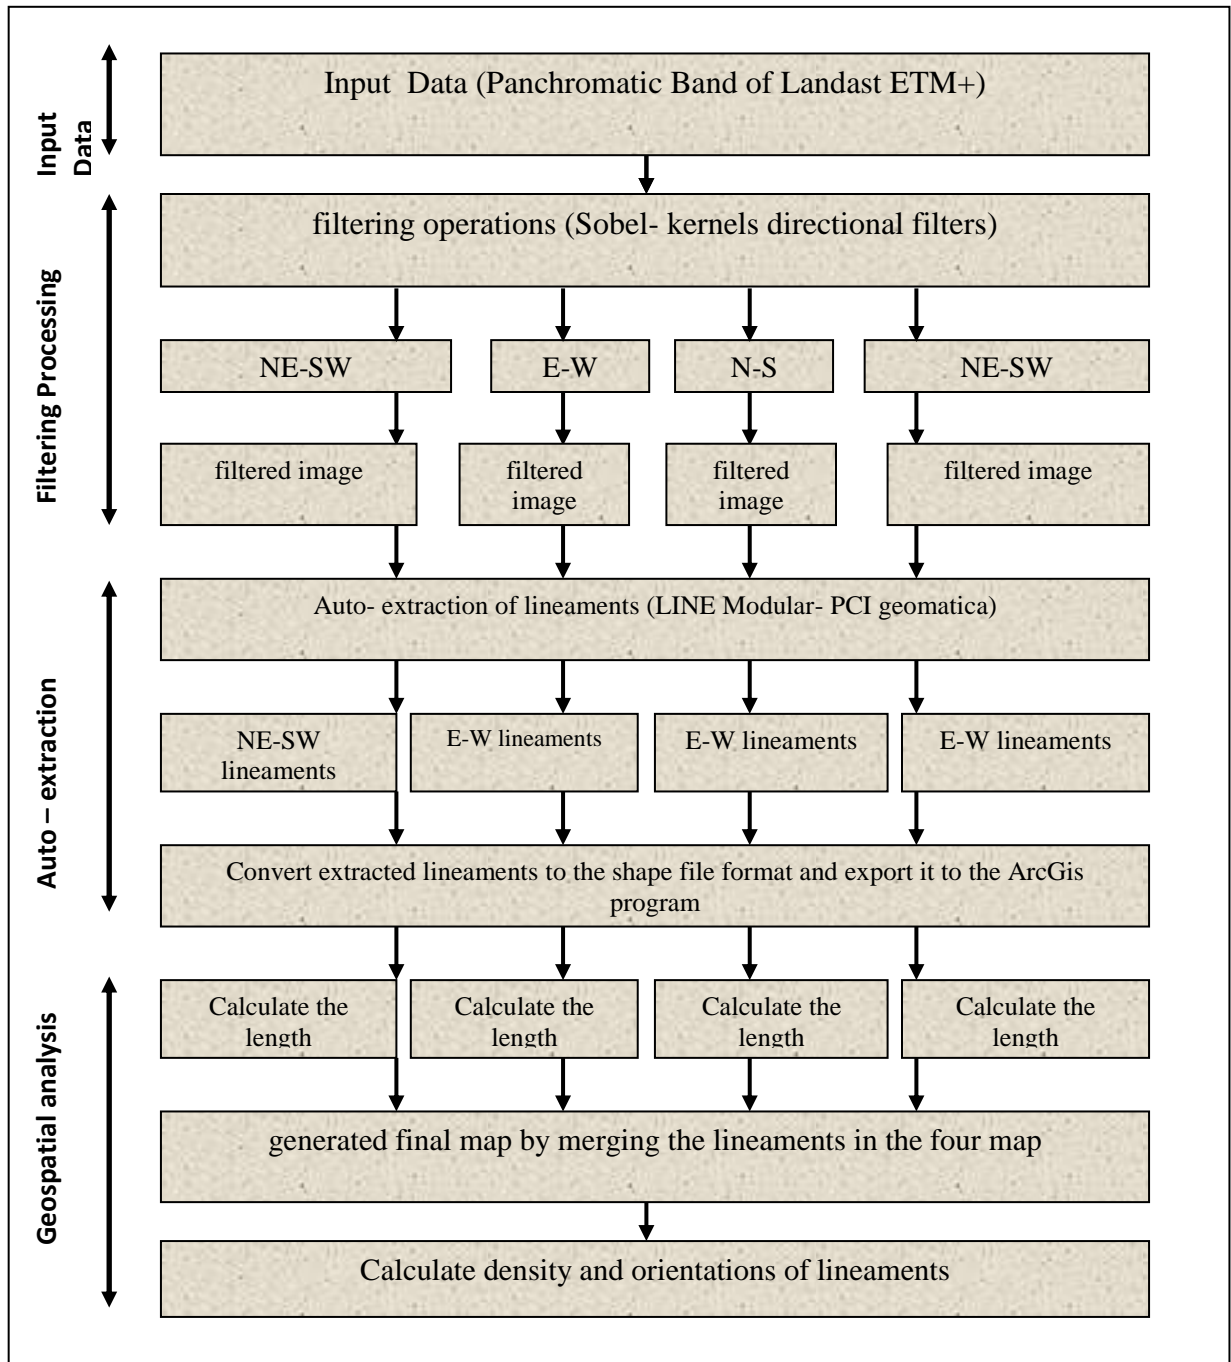 Input
Data
Input Data (Panchromatic Band of Landast ETM+)
Filtering Processing
filtering operations (Sobel- kernels directional filters)
NE-SW
E-W
N-S
NE-SW
filtered image
filtered
image
filtered
image
filtered image
Auto – extraction
Auto- extraction of lineaments (LINE Modular- PCI geomatica)
NE-SW
lineaments
E-W lineaments
E-W lineaments
E-W lineaments
Convert extracted lineaments to the shape file format and export it to the ArcGis
program
Geospatial analysis
Calculate the
length
Calculate the
length
Calculate the
length
Calculate the
length
generated final map by merging the lineaments in the four map
Calculate density and orientations of lineaments